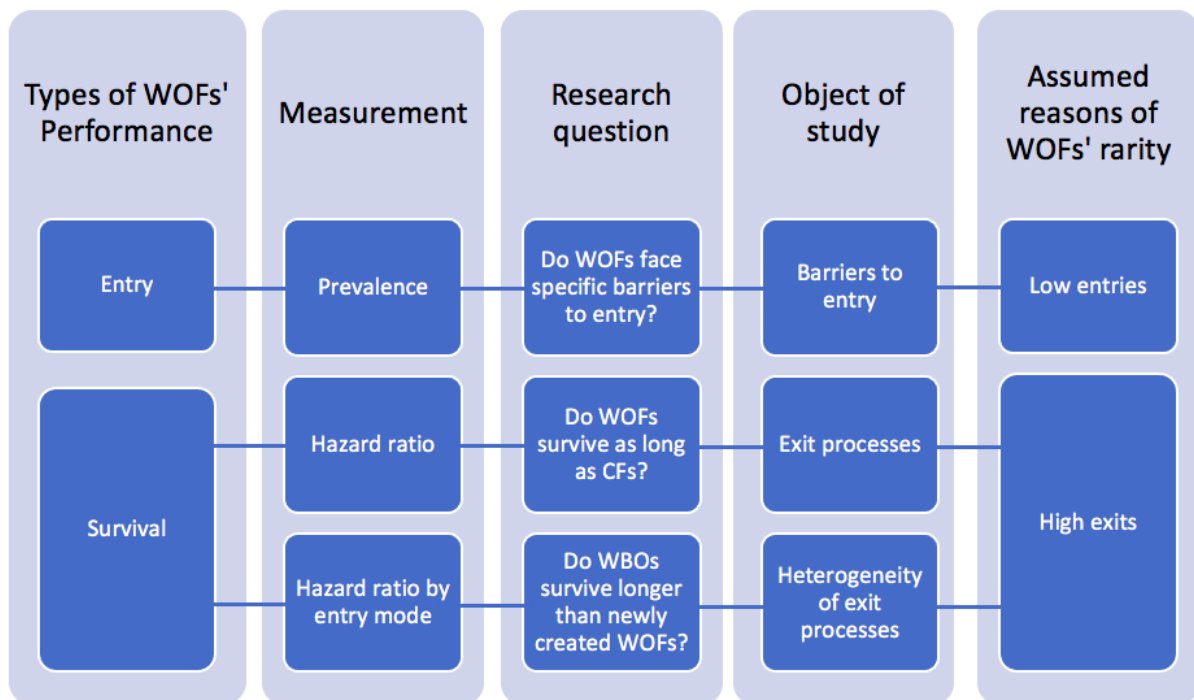 Types of WOFs'
Performance
Measurement
Research
question
Object of
study
Assumed
reasons of
WOFs' rarity
Entry
Prevalence
Do WOFs face
specific barriers
to entry?
Barriers to
entry
Low entries
Survival
Hazard ratio
Do WOFs
survive as long
as CFs?
Exit processes
High exits
Hazard ratio by
entry mode
Do WBOs
survive longer
than newly
created WOFs?
Heterogeneity
of exit
processes